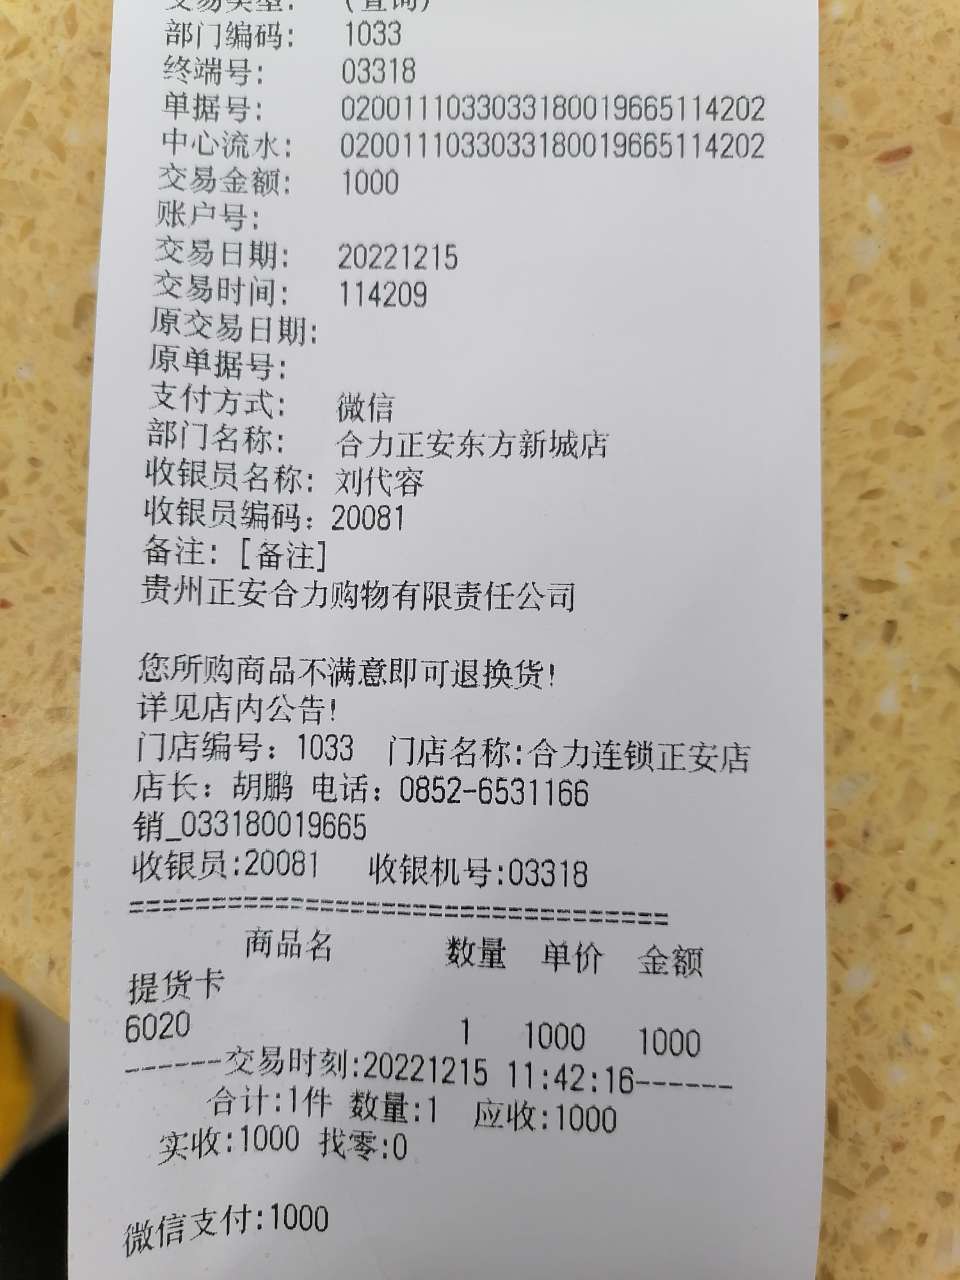 交易类型: (查询)
部门编码: 1033
终端号: 03318
单据号: 0200111033033180019665114202
中心流水: 0200111033033180019665114202
交易金额: 1000
账户号:
交易日期: 20221215
交易时间: 114209
原交易日期:
原单据号:
支付方式: 微信
部门名称: 合力正安东方新城店
收银员名称: 刘代容
收银员编码: 20081
备注: [备注]
贵州正安合力购物有限责任公司
您所购商品不满意即可退换货!
详见店内公告!
门店编号: 1033 门店名称:合力连锁正安店
店长: 胡鹏 电话: 0852-6531166
销_033180019665
收银员:20081 收银机号:03318
=================================
商品名 数量 单价 金额
提货卡
6020 1 1000 1000
------交易时刻:20221215 11:42:16------
合计:1件 数量:1 应收:1000
实收:1000 找零:0
微信支付:1000